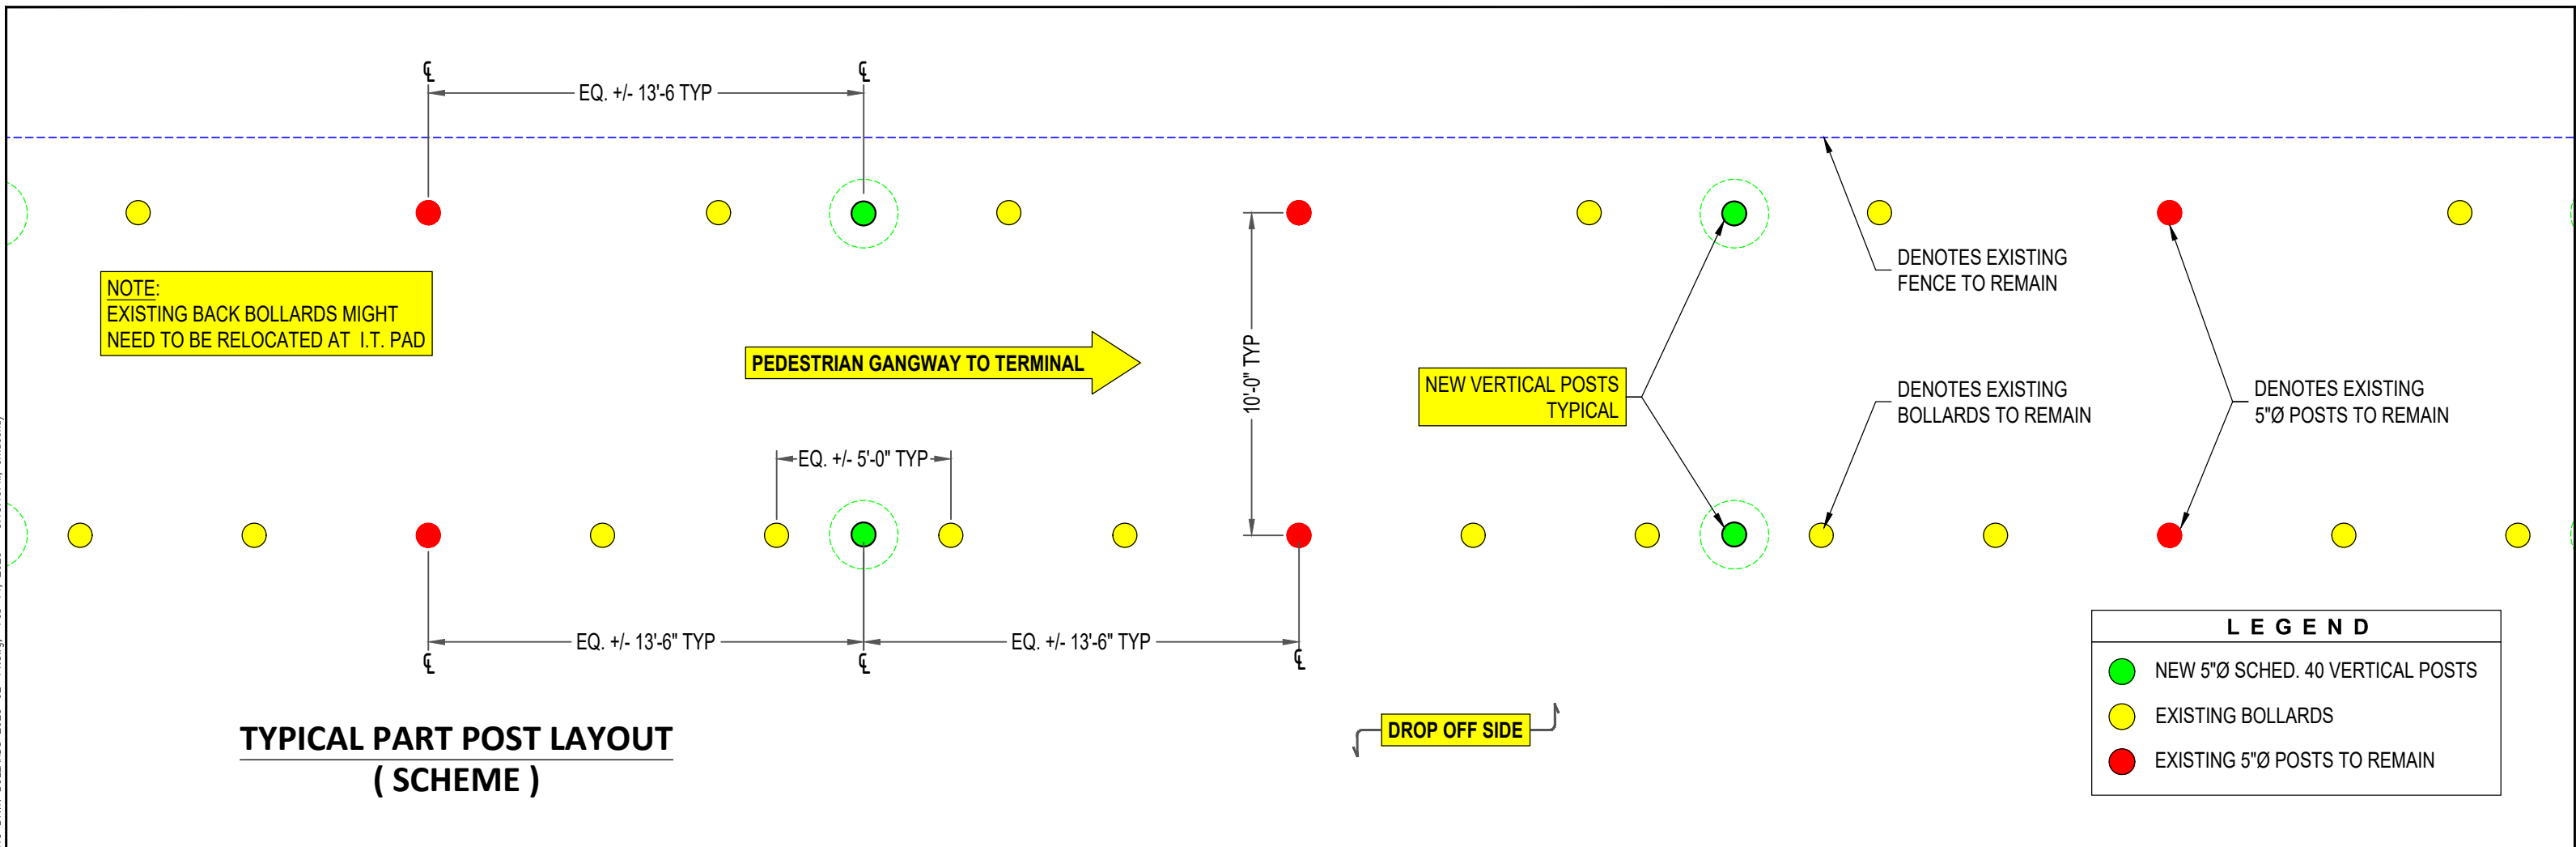 ℄
℄
EQ. +/- 13'-6 TYP
NOTE:
EXISTING BACK BOLLARDS MIGHT
NEED TO BE RELOCATED AT I.T. PAD
PEDESTRIAN GANGWAY TO TERMINAL
10'-0" TYP
NEW VERTICAL POSTS
TYPICAL
DENOTES EXISTING
FENCE TO REMAIN
DENOTES EXISTING
BOLLARDS TO REMAIN
DENOTES EXISTING
5"Ø POSTS TO REMAIN
EQ. +/- 5'-0" TYP
EQ. +/- 13'-6" TYP
EQ. +/- 13'-6" TYP
℄
℄
℄
TYPICAL PART POST LAYOUT
( SCHEME )
DROP OFF SIDE
LEGEND
NEW 5"Ø SCHED. 40 VERTICAL POSTS
EXISTING BOLLARDS
EXISTING 5"Ø POSTS TO REMAIN